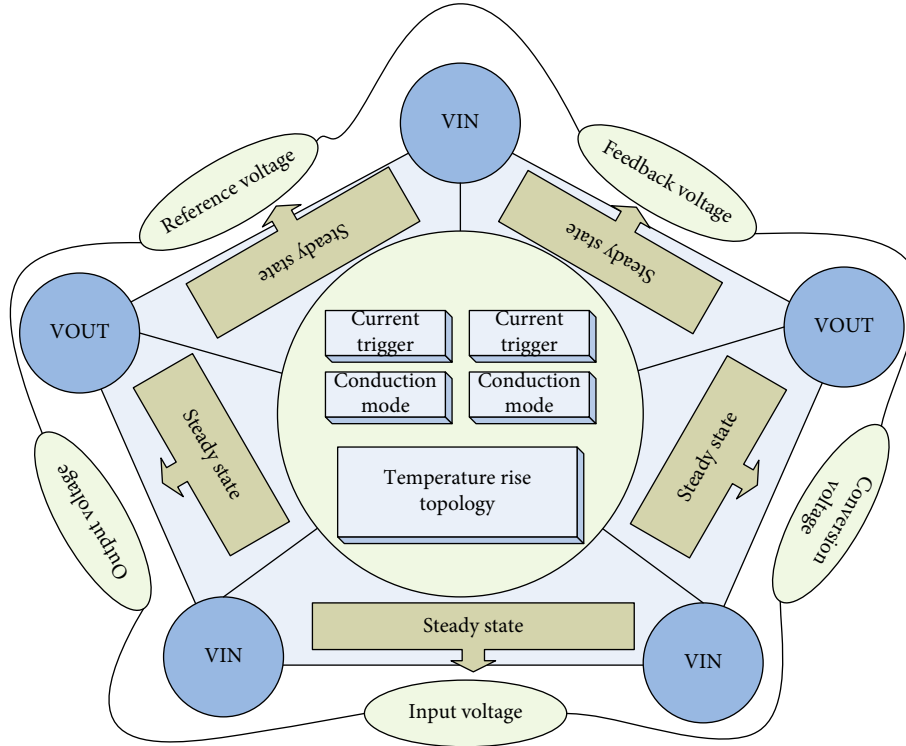 VIN
Reference voltage
Feedback voltage
Steady state
Steady state
VOUT
VOUT
Current
trigger
Current
trigger
Conduction
mode
Conduction
mode
Steady state
Steady state
Temperature rise
topology
Output voltage
Conversion
voltage
VIN
Steady state
VIN
Input voltage